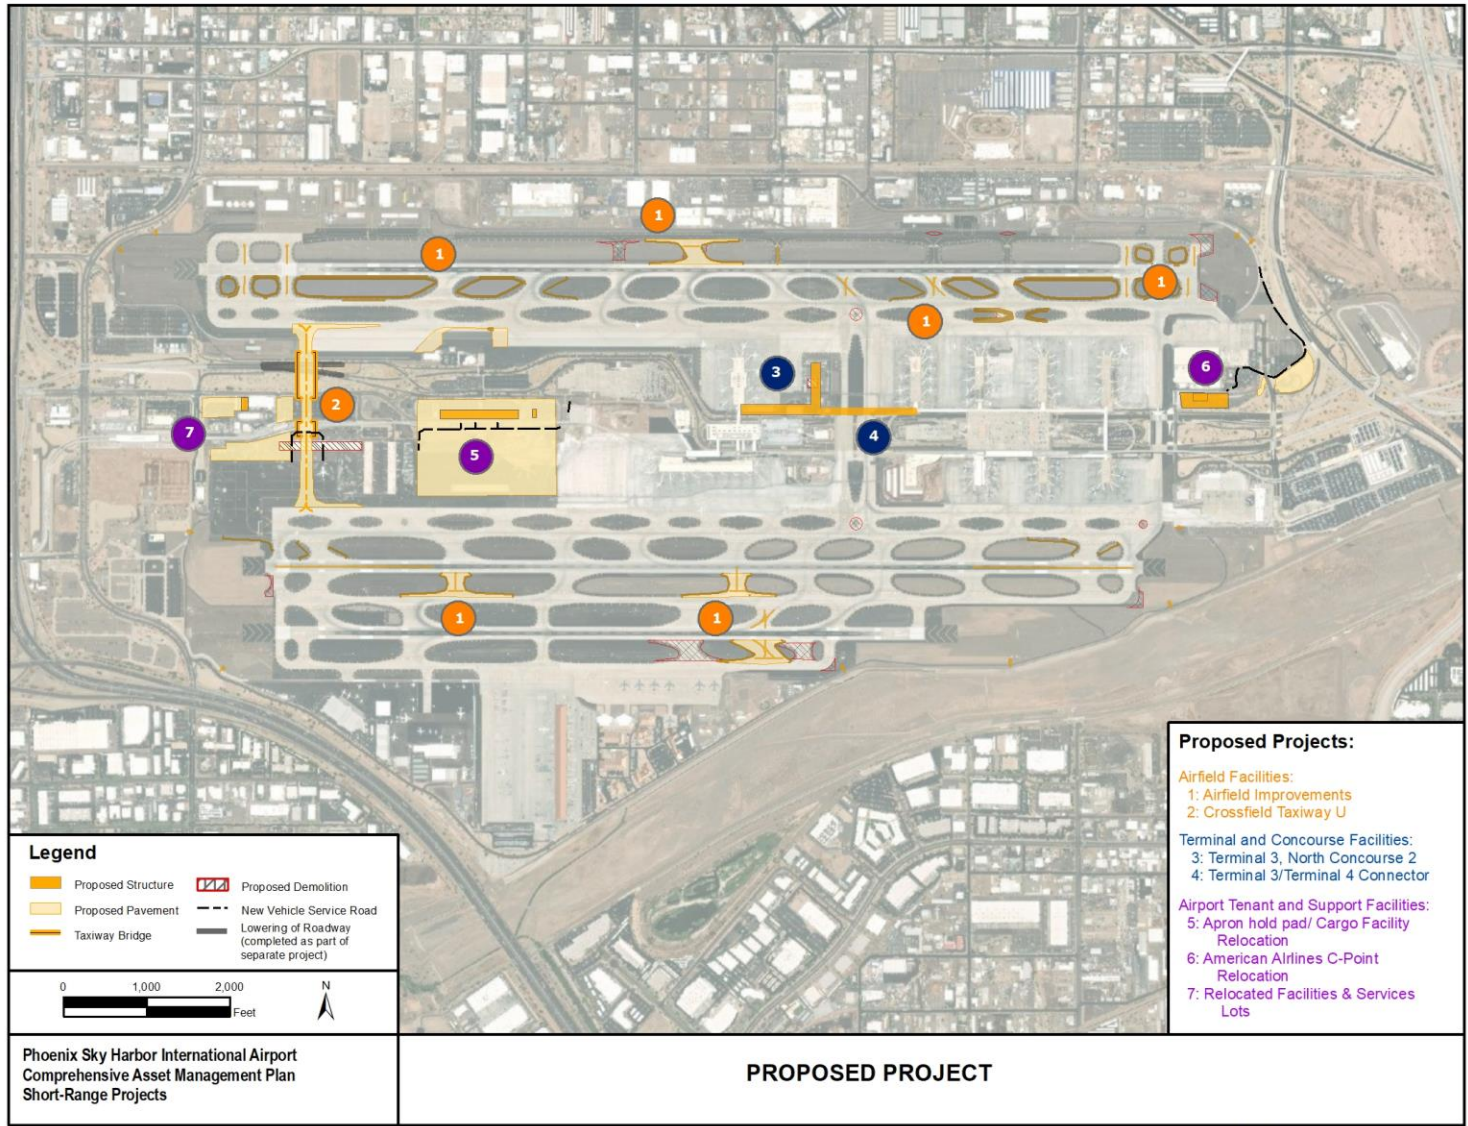 1
1
1
1
3
6
2
4
7
5
1
1
Proposed Projects:
Airfield Facilities:
1: Airfield Improvements
2: Crossfield Taxiway U
Terminal and Concourse Facilities:
3: Terminal 3, North Concourse 2
4: Terminal 3/Terminal 4 Connector
Airport Tenant and Support Facilities:
5: Apron hold pad/ Cargo Facility
Relocation
6: American AIrlines C-Point
Relocation
7: Relocated Facilities & Services
Lots
Legend
Proposed Structure
Proposed Demolition
Proposed Pavement
New Vehicle Service Road
Taxiway Bridge
Lowering of Roadway
(completed as part of
separate project)
0 1,000 2,000
Feet
N
Phoenix Sky Harbor International Airport
Comprehensive Asset Management Plan
Short-Range Projects
PROPOSED PROJECT